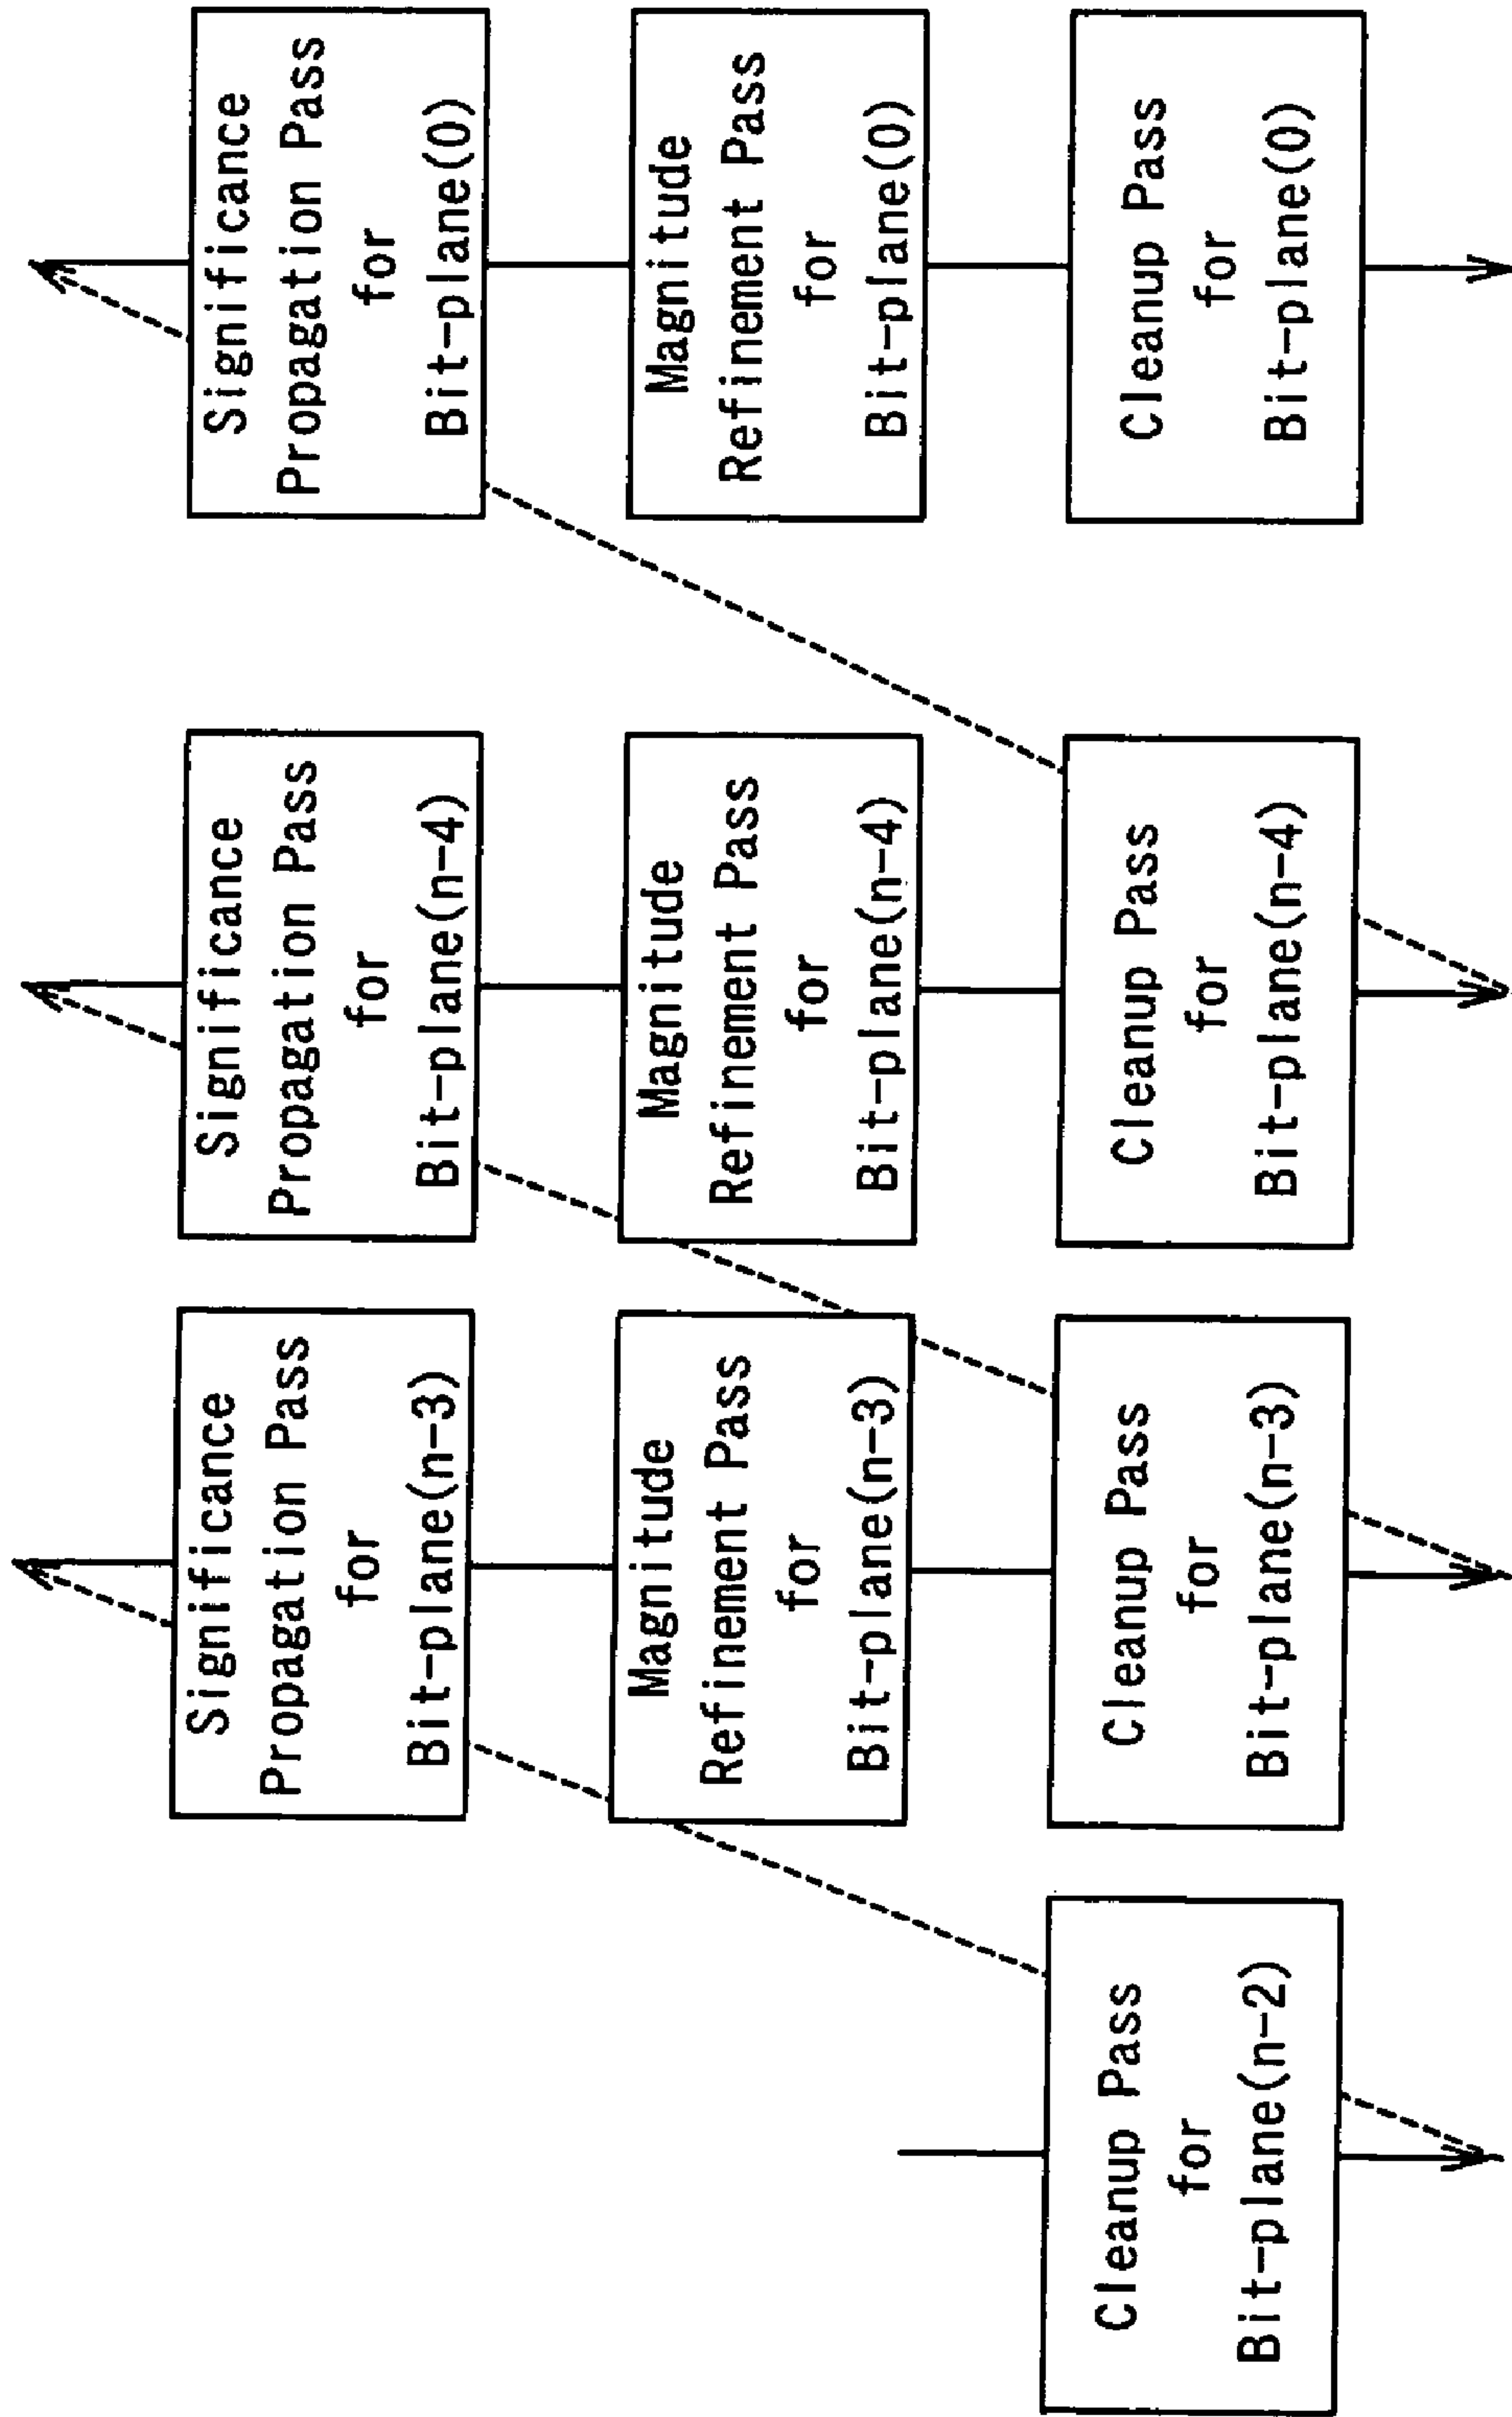 Cleanup Pass
for
Bit-plane(n-2)
Significance
Propagation Pass
for
Bit-plane(n-3)
Magnitude
Refinement Pass
for
Bit-plane(n-3)
Cleanup Pass
for
Bit-plane(n-3)
Significance
Propagation Pass
for
Bit-plane(n-4)
Magnitude
Refinement Pass
for
Bit-plane(n-4)
Cleanup Pass
for
Bit-plane(n-4)
Significance
Propagation Pass
for
Bit-plane(0)
Magnitude
Refinement Pass
for
Bit-plane(0)
Cleanup Pass
for
Bit-plane(0)